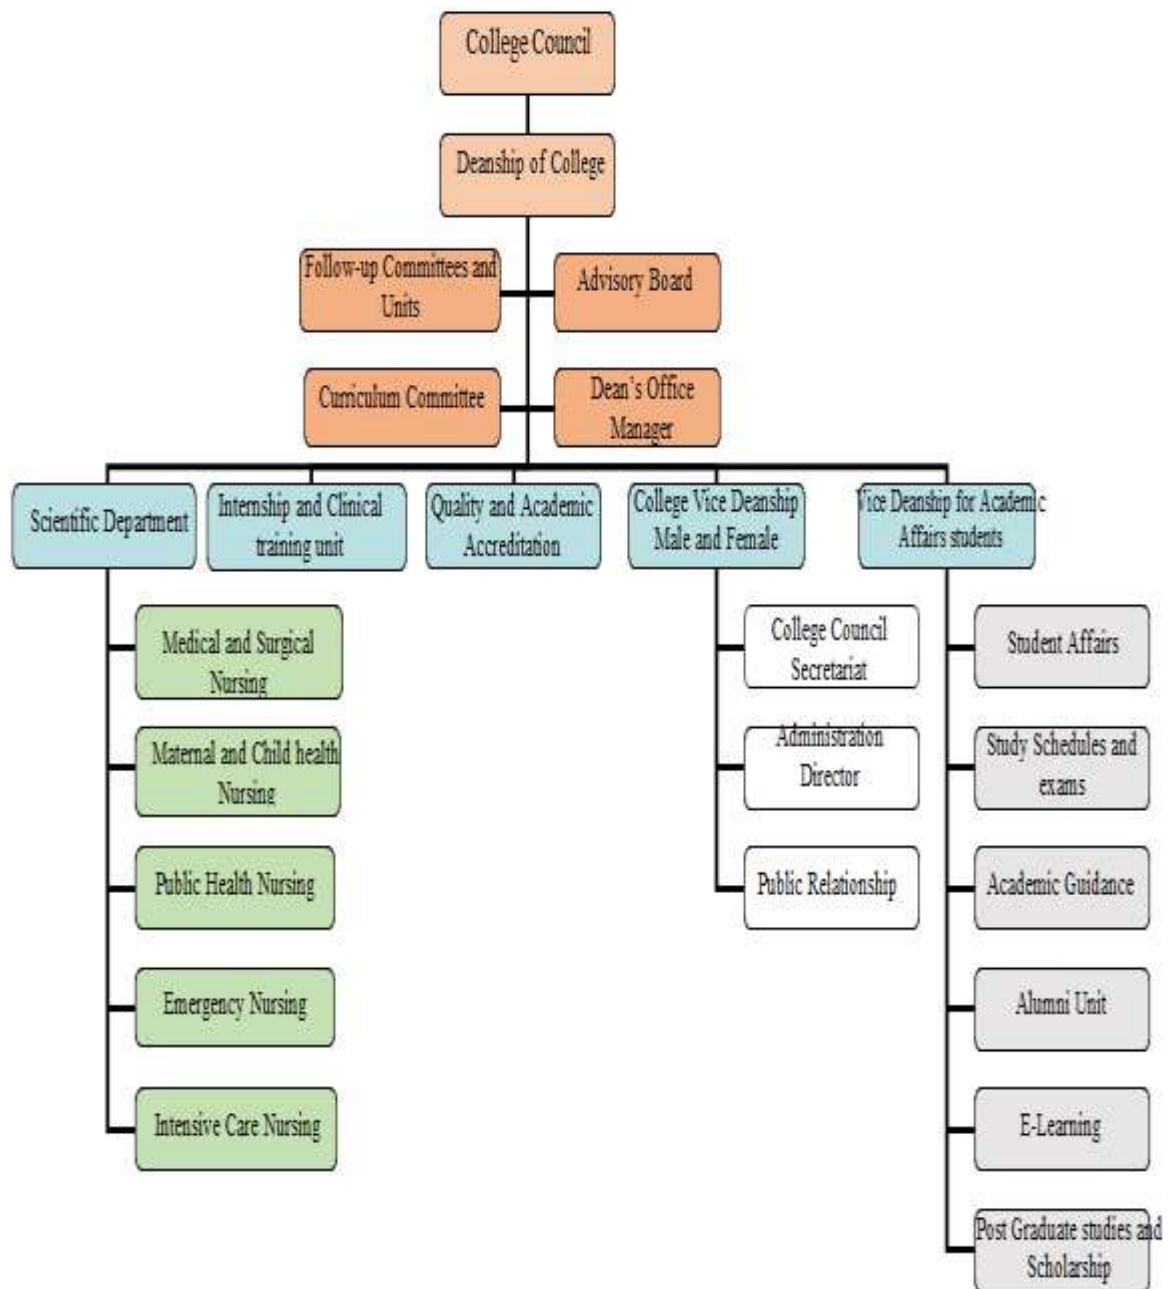 College Council
Deanship of College
Follow-up Committees and
Units
Advisory Board
Curriculum Committee
Dean's Office
Manager
Scientific Department
Internship and Clinical
training unit
Quality and Academic
Accreditation
College Vice Deanship
Male and Female
Vice Deanship for Academic
Affairs students
Medical and Surgical
Nursing
Maternal and Child health
Nursing
Public Health Nursing
Emergency Nursing
Intensive Care Nursing
College Council
Secretariat
Administration
Director
Public Relationship
Student Affairs
Study Schedules and
exams
Academic Guidance
Alumni Unit
E-Learning
Post Graduate studies and
Scholarship